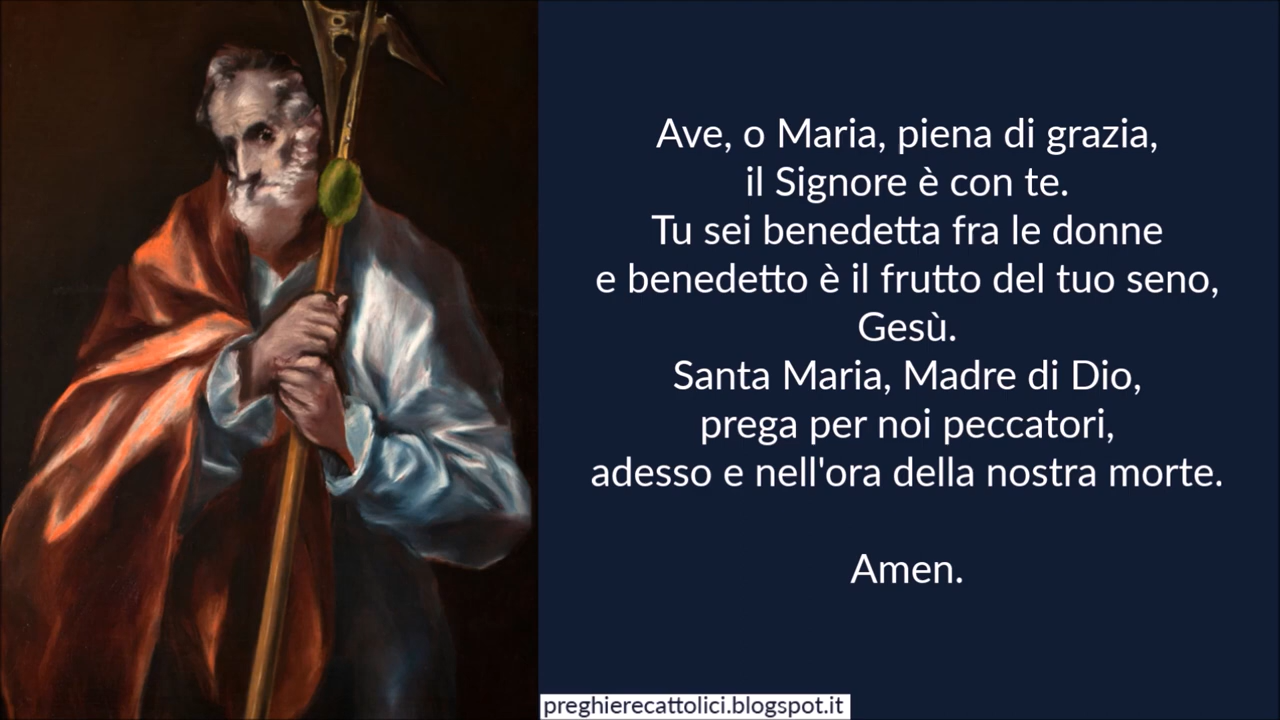 Ave, o Maria, piena di grazia,
il Signore è con te.
Tu sei benedetta fra le donne
e benedetto è il frutto del tuo seno,
Gesù.
Santa Maria, Madre di Dio,
prega per noi peccatori,
adesso e nell'ora della nostra morte.
Amen.
preghierecattolici.blogspot.it